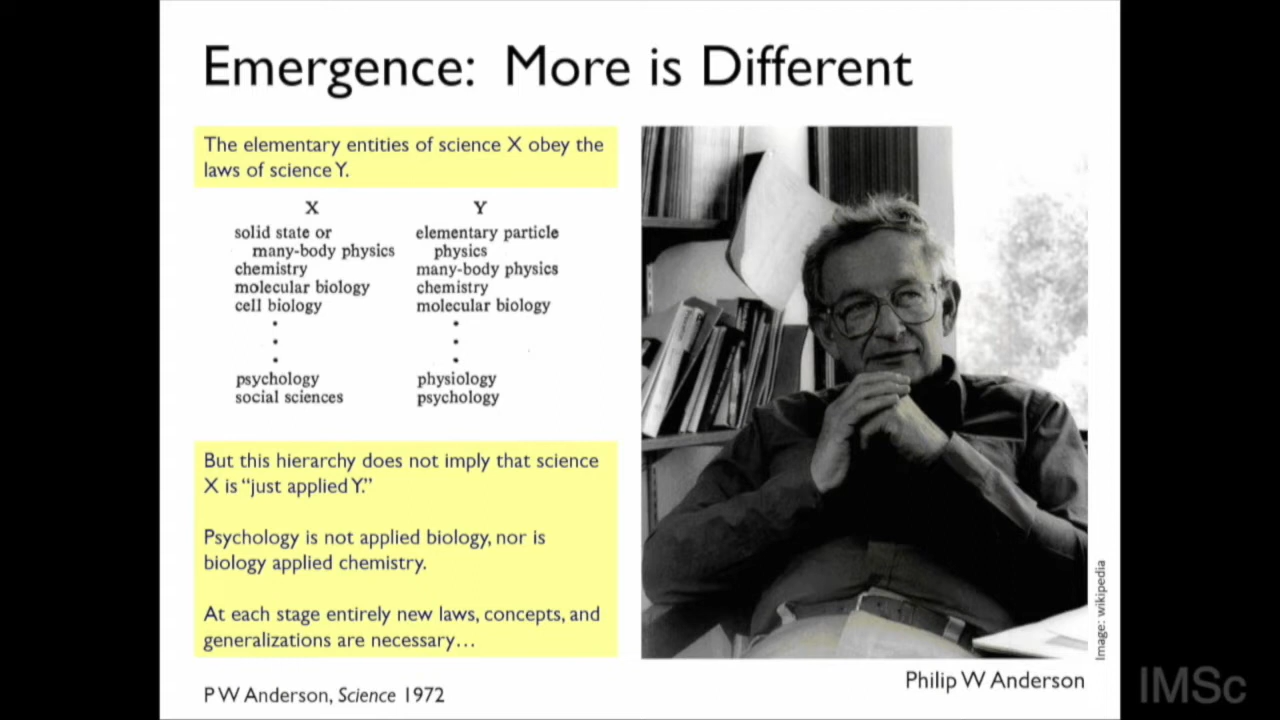 Emergence: More is Different
The elementary entities of science X obey the
laws of science Y.
X Y
solid state or elementary particle
many-body physics physics
chemistry many-body physics
molecular biology chemistry
cell biology molecular biology
psychology physiology
social sciences psychology
But this hierarchy does not imply that science
X is “just applied Y.”
Psychology is not applied biology, nor is
biology applied chemistry.
At each stage entirely new laws, concepts, and
generalizations are necessary…
P W Anderson, Science 1972
Image: wikipedia
Philip W Anderson
IMSc